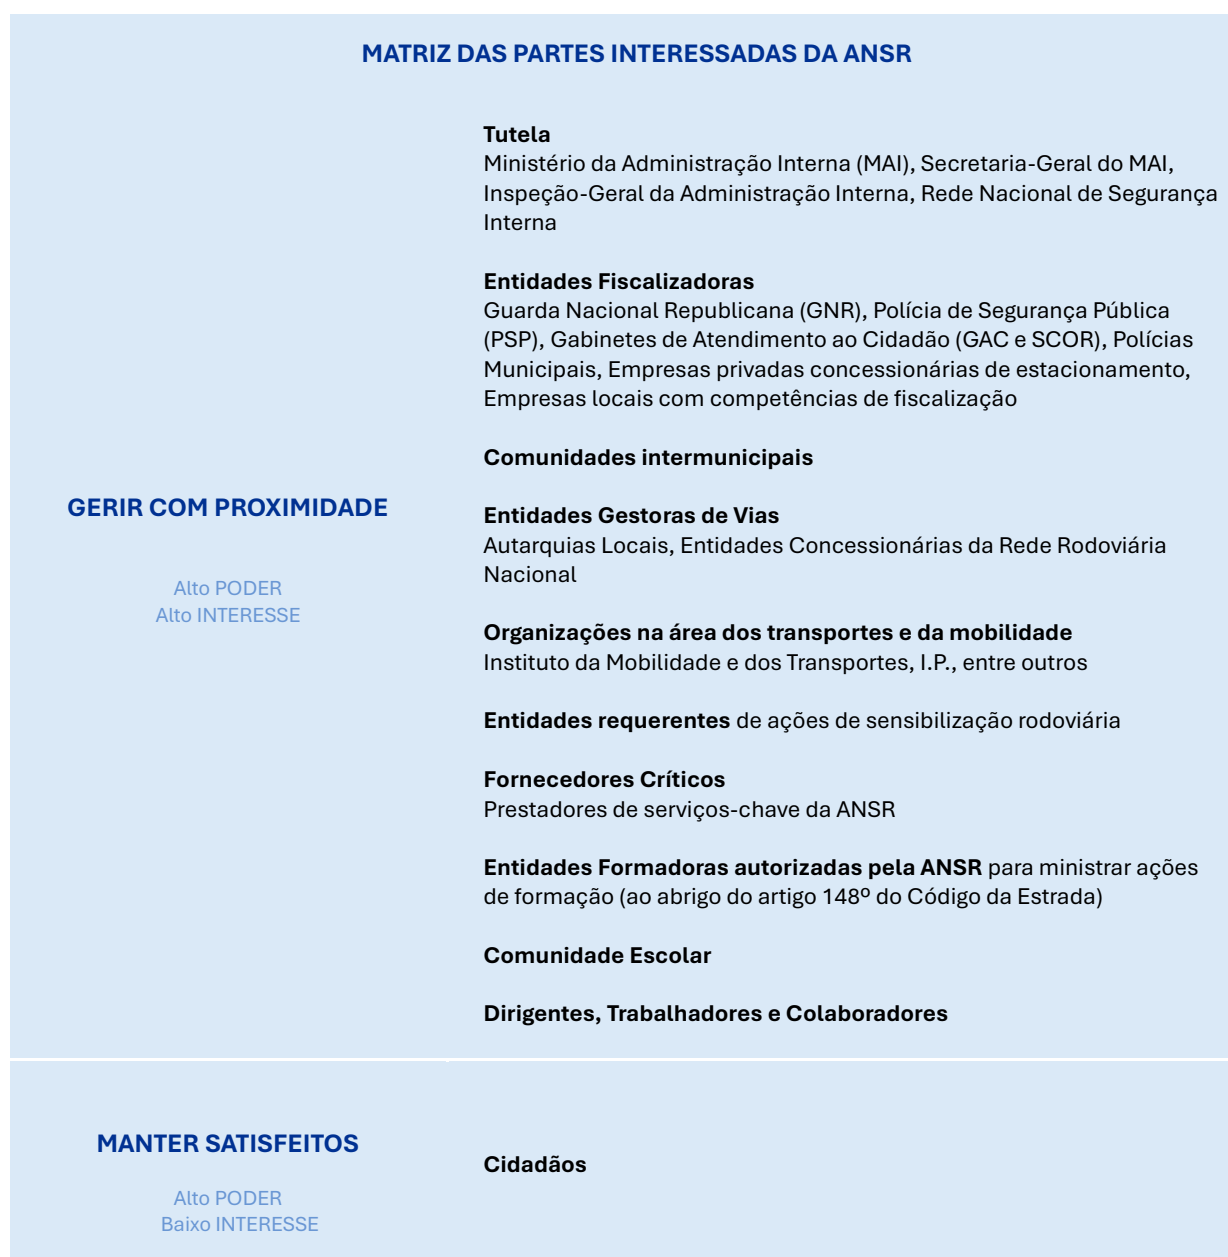 MATRIZ DAS PARTES INTERESSADAS DA ANSR
GERIR COM PROXIMIDADE
Alto PODER
Alto INTERESSE
Tutela
Ministério da Administração Interna (MAI), Secretaria-Geral do MAI,
Inspeção-Geral da Administração Interna, Rede Nacional de Segurança
Interna
Entidades Fiscalizadoras
Guarda Nacional Republicana (GNR), Polícia de Segurança Pública
(PSP), Gabinetes de Atendimento ao Cidadão (GAC e SCOR), Polícias
Municipais, Empresas privadas concessionárias de estacionamento,
Empresas locais com competências de fiscalização
Comunidades intermunicipais
Entidades Gestoras de Vias
Autarquias Locais, Entidades Concessionárias da Rede Rodoviária
Nacional
Organizações na área dos transportes e da mobilidade
Instituto da Mobilidade e dos Transportes, I.P., entre outros
Entidades requerentes de ações de sensibilização rodoviária
Fornecedores Críticos
Prestadores de serviços-chave da ANSR
Entidades Formadoras autorizadas pela ANSR para ministrar ações
de formação (ao abrigo do artigo 148º do Código da Estrada)
Comunidade Escolar
Dirigentes, Trabalhadores e Colaboradores
MANTER SATISFEITOS
Alto PODER
Baixo INTERESSE
Cidadãos